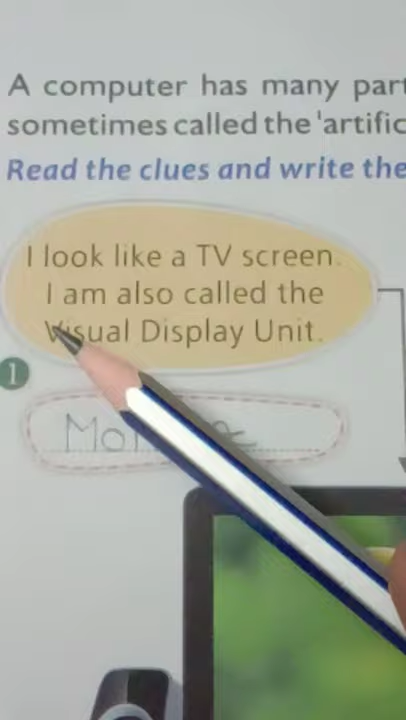 A computer has many part
sometimes called the 'artific
Read the clues and write the
I look like a TV screen.
I am also called the
Visual Display Unit.
1